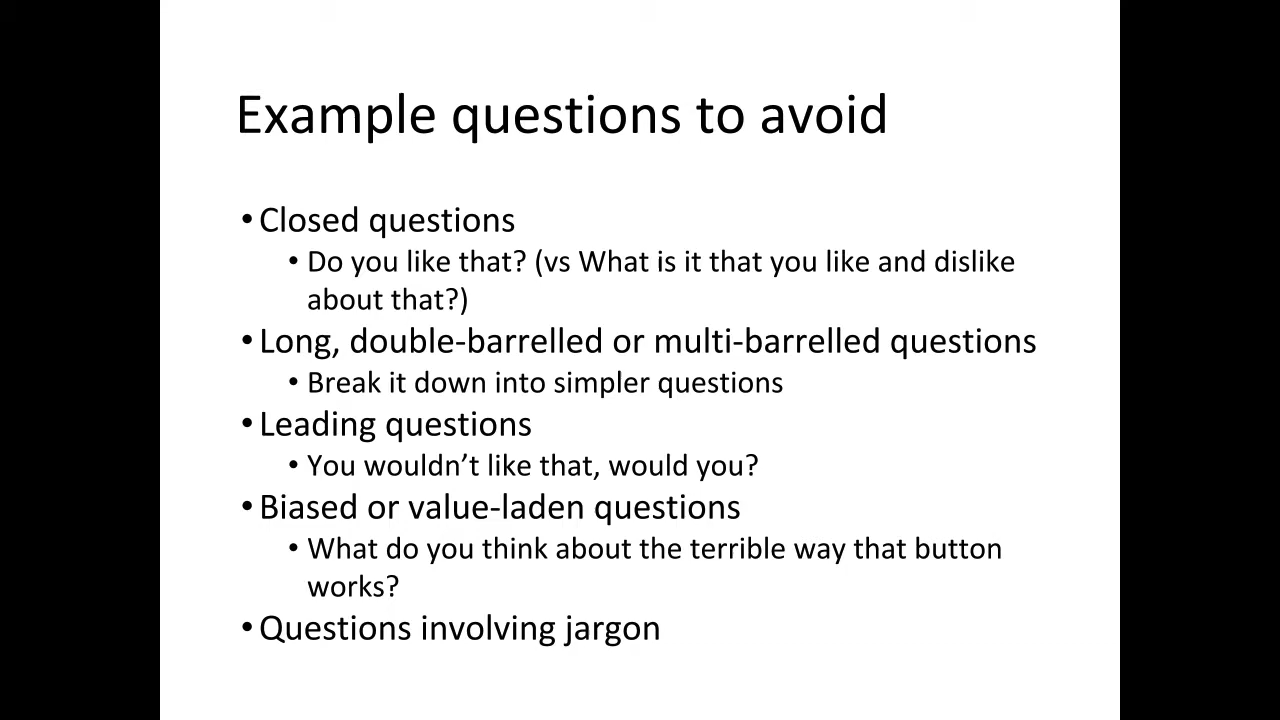 Example questions to avoid
•Closed questions
•Do you like that? (vs What is it that you like and dislike
about that?)
•Long, double-barrelled or multi-barrelled questions
•Break it down into simpler questions
•Leading questions
•You wouldn’t like that, would you?
•Biased or value-laden questions
•What do you think about the terrible way that button
works?
•Questions involving jargon